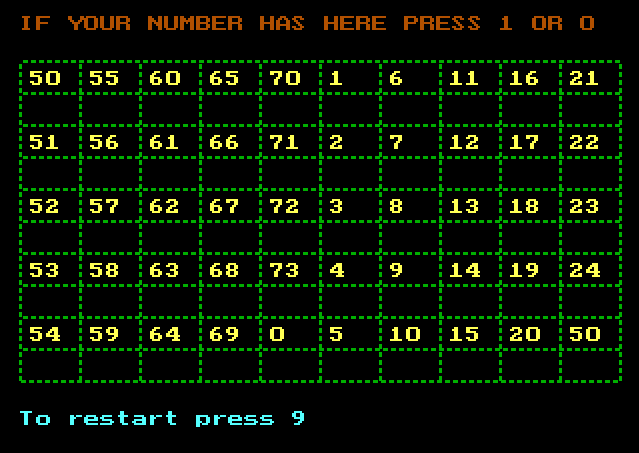 IF YOUR NUMBER HAS HERE PRESS 1 OR 0
50 55 60 65 70 1 6 11 16 21
51 56 61 66 71 2 7 12 17 22
52 57 62 67 72 3 8 13 18 23
53 58 63 68 73 4 9 14 19 24
54 59 64 69 0 5 10 15 20 50
To restart press 9